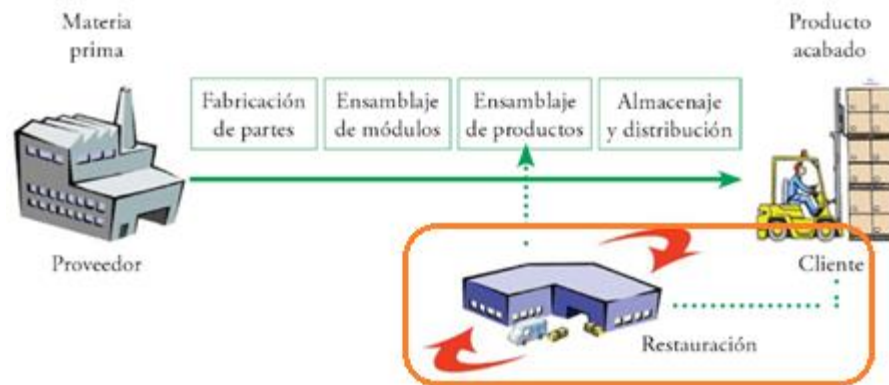 Materia
prima
Producto
acabado
Fabricación
de partes
Ensamblaje
de módulos
Ensamblaje
de productos
Almacenaje
y distribución
Proveedor
Cliente
Restauración